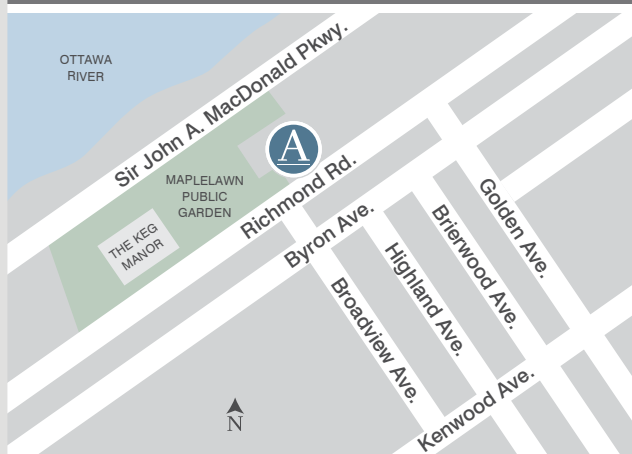 OTTAWA
RIVER
Sir John A. MacDonald Pkwy.
A
MAPLELAWN
PUBLIC
GARDEN
Richmond Rd.
THE KEG
MANOR
Byron Ave.
Golden Ave.
Brierwood Ave.
Highland Ave.
Broadview Ave.
Kenwood Ave.
N